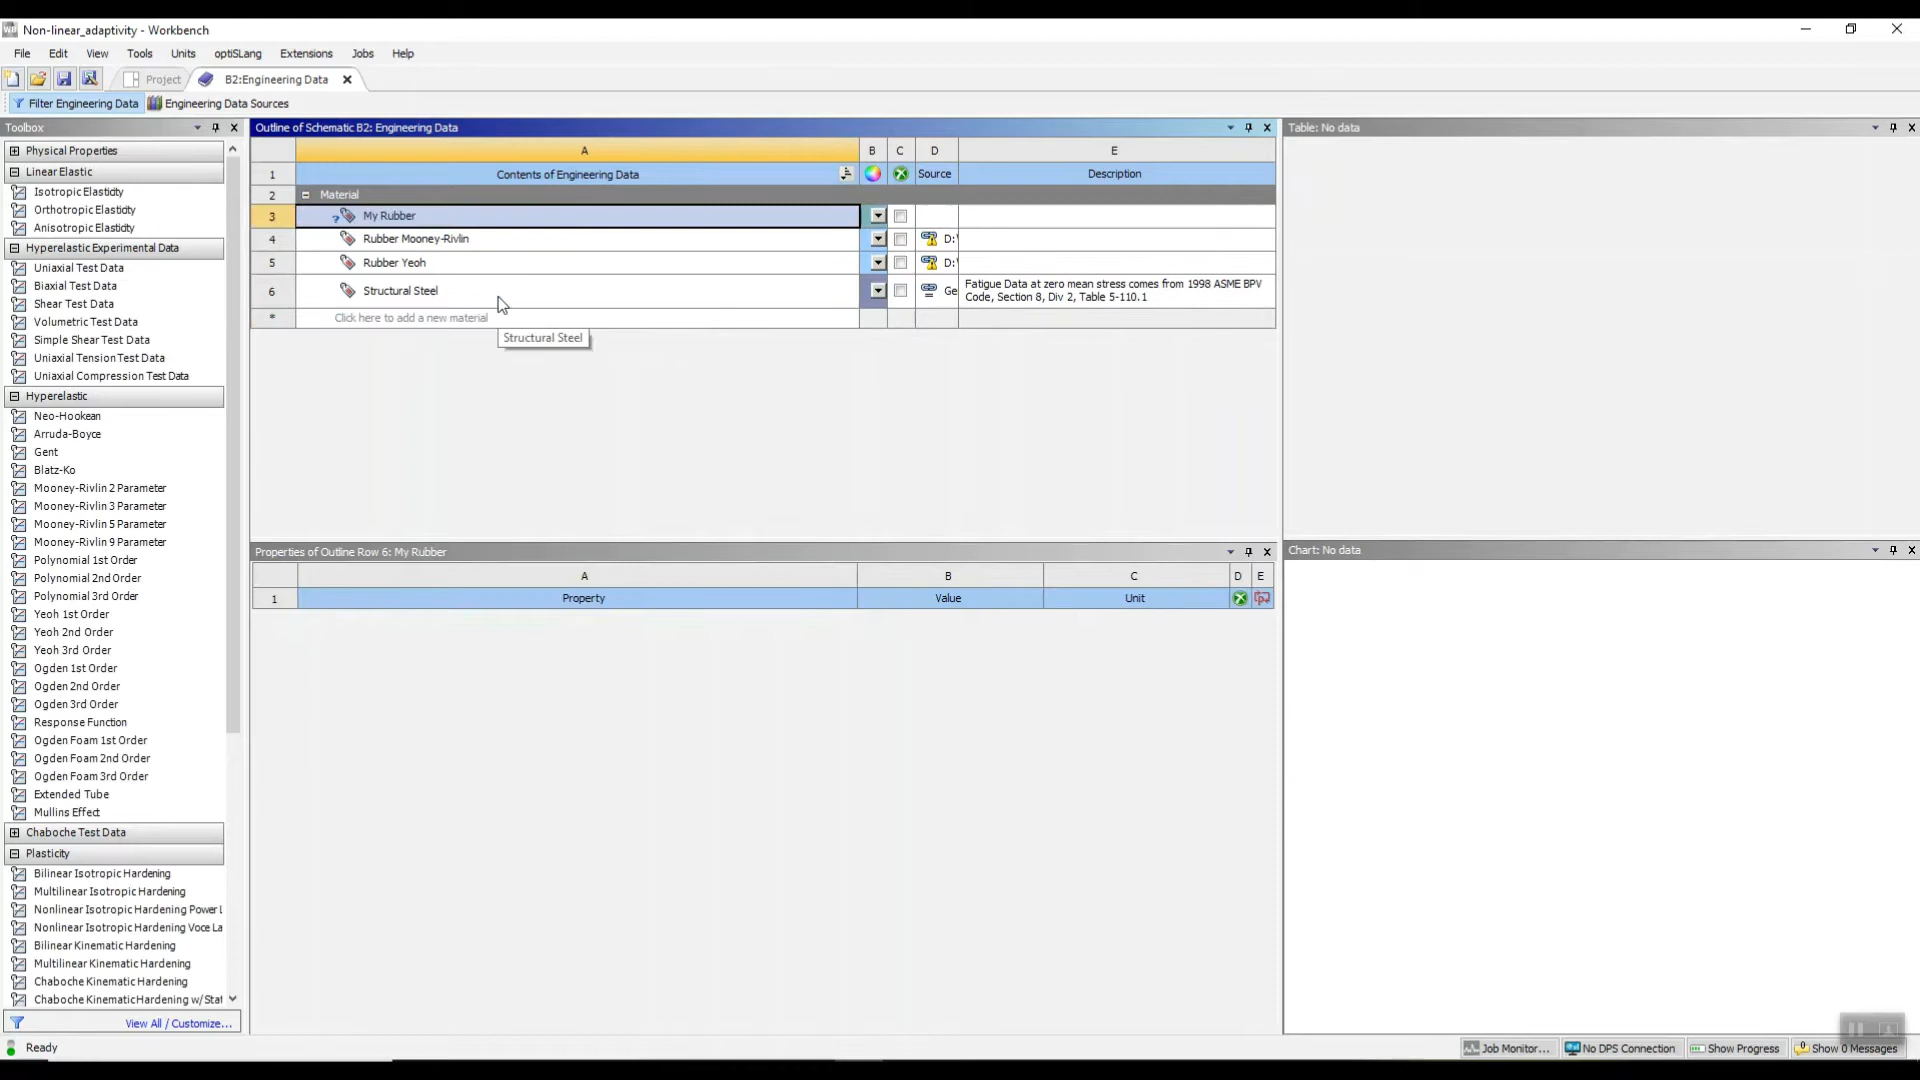 Non-linear_adaptivity - Workbench
File Edit View Tools Units optiSLang Extensions Jobs Help
Project B2:Engineering Data
Filter Engineering Data Engineering Data Sources
Toolbox
Physical Properties
Linear Elastic
Isotropic Elasticity
Orthotropic Elasticity
Anisotropic Elasticity
Hyperelastic Experimental Data
Uniaxial Test Data
Biaxial Test Data
Shear Test Data
Volumetric Test Data
Simple Shear Test Data
Uniaxial Tension Test Data
Uniaxial Compression Test Data
Hyperelastic
Neo-Hookean
Arruda-Boyce
Gent
Blatz-Ko
Mooney-Rivlin 2 Parameter
Mooney-Rivlin 3 Parameter
Mooney-Rivlin 5 Parameter
Mooney-Rivlin 9 Parameter
Polynomial 1st Order
Polynomial 2nd Order
Polynomial 3rd Order
Yeoh 1st Order
Yeoh 2nd Order
Yeoh 3rd Order
Ogden 1st Order
Ogden 2nd Order
Ogden 3rd Order
Response Function
Ogden Foam 1st Order
Ogden Foam 2nd Order
Ogden Foam 3rd Order
Extended Tube
Mullins Effect
Chaboche Test Data
Plasticity
Bilinear Isotropic Hardening
Multilinear Isotropic Hardening
Nonlinear Isotropic Hardening Power L
Nonlinear Isotropic Hardening Voce La
Bilinear Kinematic Hardening
Multilinear Kinematic Hardening
Chaboche Kinematic Hardening
Chaboche Kinematic Hardening w/ Stat
View All / Customize...
Outline of Schematic B2: Engineering Data
A B C D E
1 Contents of Engineering Data Source Description
2 Material
3 ? My Rubber
4 Rubber Mooney-Rivlin D:\
5 Rubber Yeoh D:\
6 Structural Steel Ge Fatigue Data at zero mean stress comes from 1998 ASME BPV
Code, Section 8, Div 2, Table 5-110.1
* Click here to add a new material
Structural Steel
Properties of Outline Row 6: My Rubber
A B C D E
1 Property Value Unit
Table: No data
Chart: No data
Ready
Job Monitor... No DPS Connection Show Progress Show 0 Messages